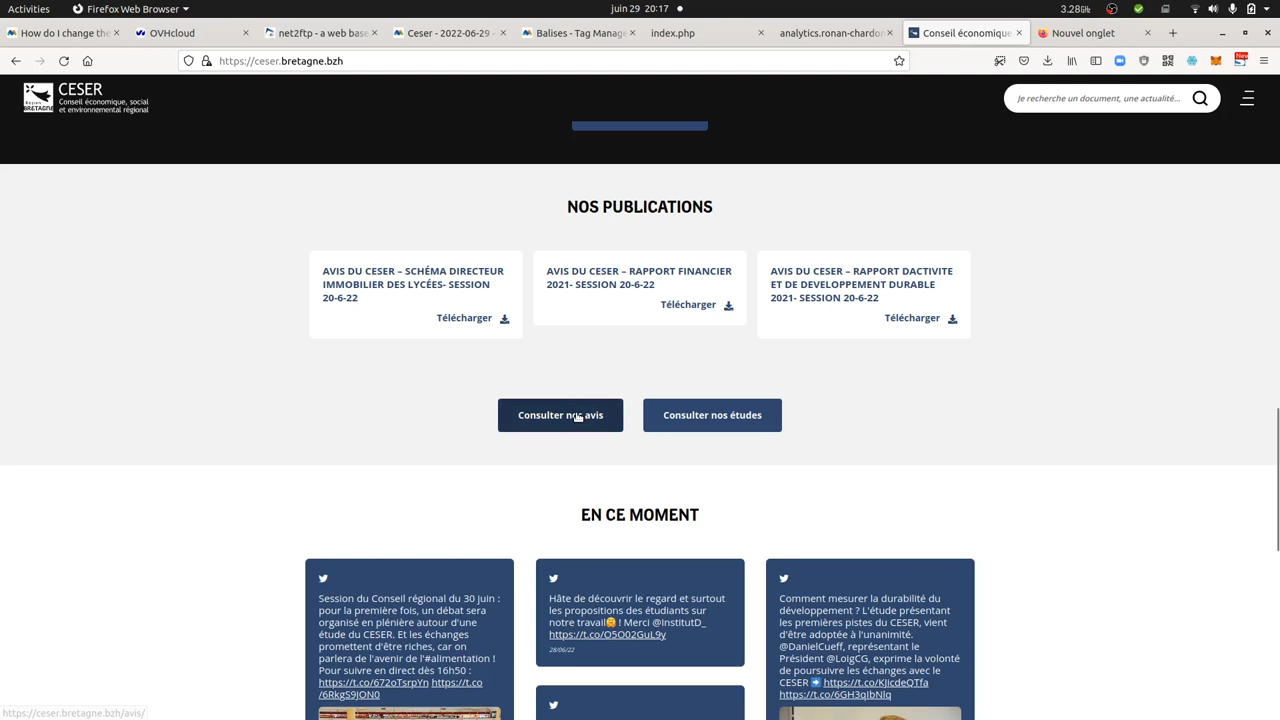 Activities Firefox Web Browser juin 29 20:17 3.28GHz
How do I change the OVHcloud net2ftp - a web base Ceser - 2022-06-29 - Balises - Tag Manage index.php analytics.ronan-chardon Conseil économique, Nouvel onglet
https://ceser.bretagne.bzh New
CESER
Conseil économique, social
et environnemental régional
Région
BRETAGNE
Je recherche un document, une actualité...
NOS PUBLICATIONS
AVIS DU CESER – SCHÉMA DIRECTEUR
IMMOBILIER DES LYCÉES- SESSION
20-6-22
Télécharger
AVIS DU CESER – RAPPORT FINANCIER
2021- SESSION 20-6-22
Télécharger
AVIS DU CESER – RAPPORT DACTIVITE
ET DE DEVELOPPEMENT DURABLE
2021- SESSION 20-6-22
Télécharger
Consulter nos avis Consulter nos études
EN CE MOMENT
Session du Conseil régional du 30 juin :
pour la première fois, un débat sera
organisé en plénière autour d'une
étude du CESER. Et les échanges
promettent d'être riches, car on
parlera de l'avenir de l'#alimentation !
Pour suivre en direct dès 16h50 :
https://t.co/672oTsrpYn https://t.co
/6RkgS9JON0
Hâte de découvrir le regard et surtout
les propositions des étudiants sur
notre travail🤗 ! Merci @InstitutD_
https://t.co/O5O02GuL9y
28/06/22
Comment mesurer la durabilité du
développement ? L'étude présentant
les premières pistes du CESER, vient
d'être adoptée à l'unanimité.
@DanielCueff, représentant le
Président @LoigCG, exprime la volonté
de poursuivre les échanges avec le
CESER ➡️ https://t.co/KJicdeQTfa
https://t.co/6GH3qIbNlq
https://ceser.bretagne.bzh/avis/